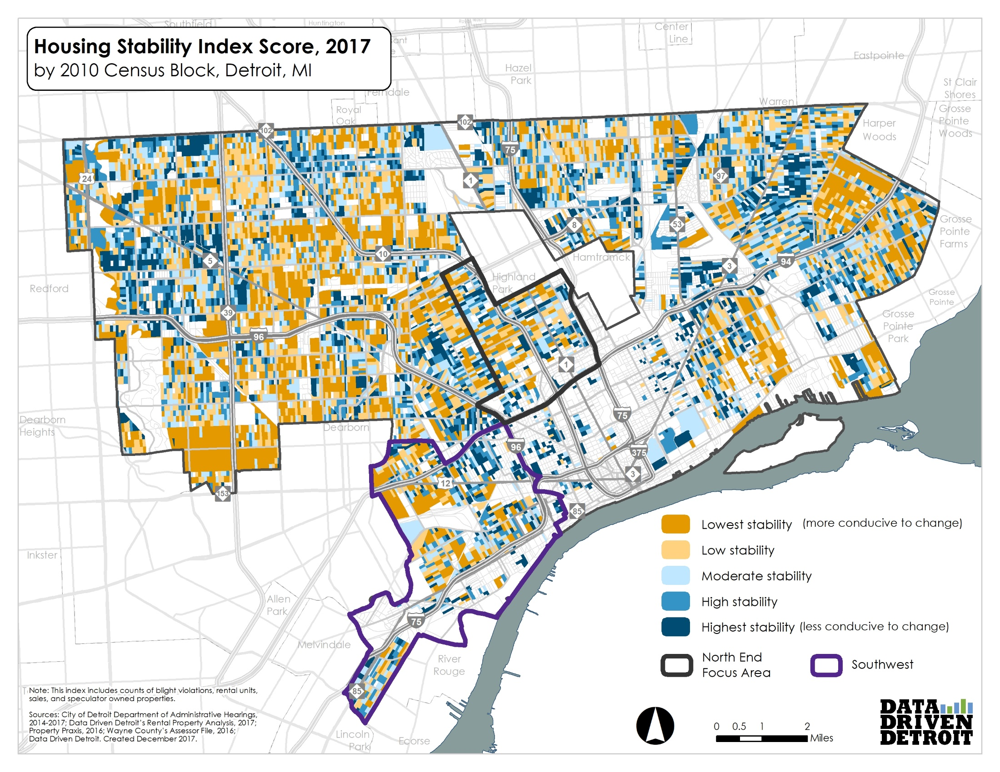 Southfield
Huntington
Center
Line
Housing Stability Index Score, 2017
by 2010 Census Block, Detroit, MI
Eastpointe
Hazel
Park
St Clair
Shores
Ferndale
Warren
Royal
Oak
Grosse
Pointe
Woods
Harper
Woods
102
102
75
24
1
97
8
53
Grosse
Pointe
Farms
10
5
Hamtramck
3
94
Redford
Highland
Park
Grosse
Pointe
39
Grosse
Pointe
Park
96
1
75
Dearborn
Heights
Dearborn
96
375
3
12
153
85
Lowest stability (more conducive to change)
Low stability
Inkster
Moderate stability
Allen
Park
High stability
75
Highest stability (less conducive to change)
Melvindale
River
Rouge
North End
Focus Area
Southwest
85
Note: This index includes counts of blight violations, rental units,
sales, and speculator owned properties.
Sources: City of Detroit Department of Administrative Hearings,
2014-2017; Data Driven Detroit's Rental Property Analysis, 2017;
Property Praxis, 2016; Wayne County's Assessor File, 2016;
Data Driven Detroit. Created December 2017.
Lincoln
Park
Ecorse
0 0.5 1 2
Miles
DATA
DRIVEN
DETROIT